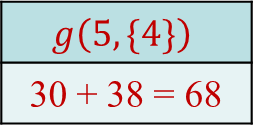 g(5,{4})
30 + 38 = 68